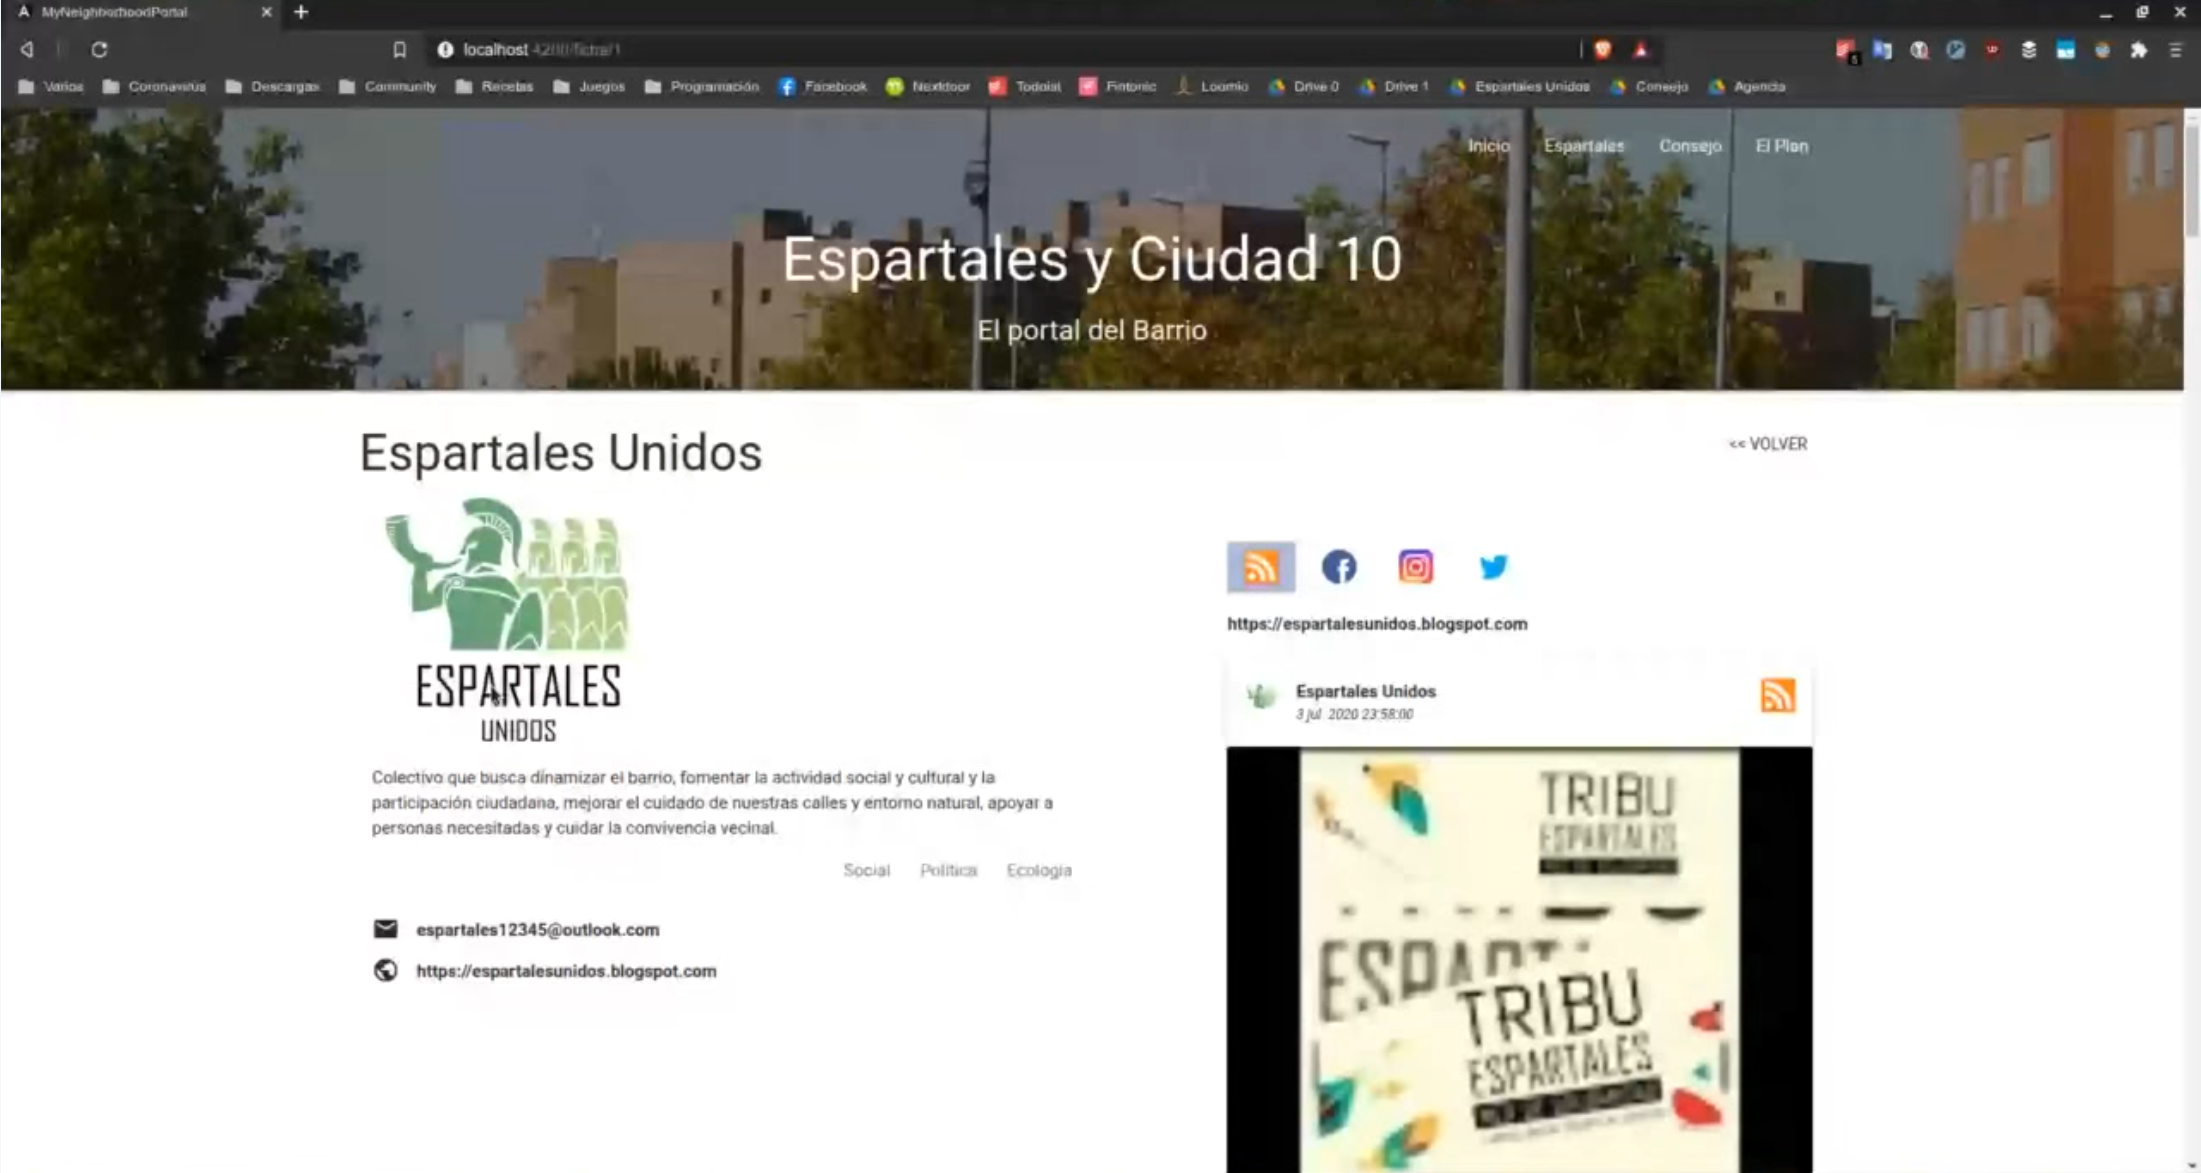 MyNeighborhoodPortal
localhost:4200/ficha/1
Varios Coronavirus Descargas Community Recetas Juegos Programación Facebook Nextdoor Todoist Fintonic Loomio Drive 0 Drive 1 Espartales Unidos Consejo Agencia
Inicio Espartales Consejo El Plan
Espartales y Ciudad 10
El portal del Barrio
Espartales Unidos
<< VOLVER
ESPARTALES
UNIDOS
Colectivo que busca dinamizar el barrio, fomentar la actividad social y cultural y la
participación ciudadana, mejorar el cuidado de nuestras calles y entorno natural, apoyar a
personas necesitadas y cuidar la convivencia vecinal.
Social Política Ecología
espartales12345@outlook.com
https://espartalesunidos.blogspot.com
https://espartalesunidos.blogspot.com
Espartales Unidos
3 jul. 2020 23:58:00
TRIBU
ESPARTALES
TRIBU
ESPARTALES